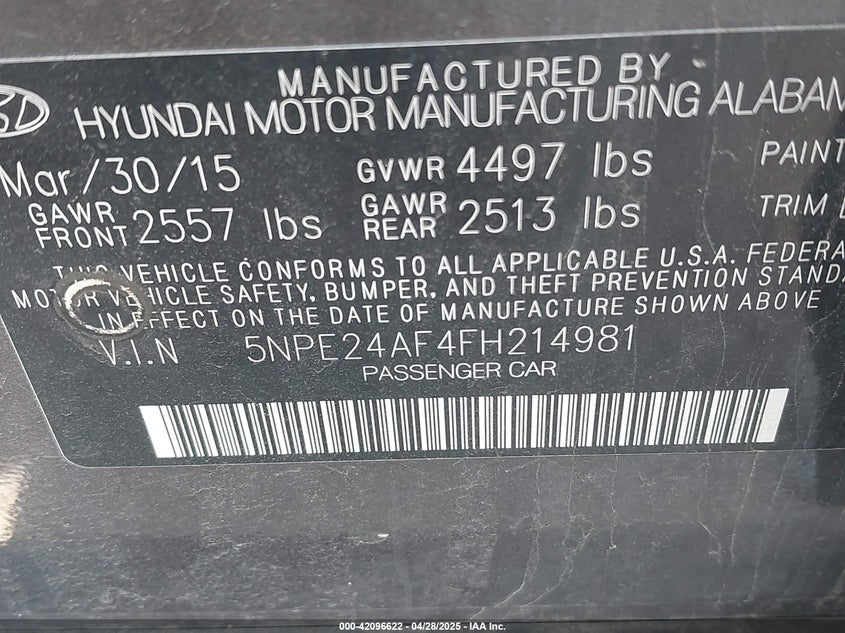 MANUFACTURED BY
HYUNDAI MOTOR MANUFACTURING ALABAM
Mar/30/15 GVWR 4497 lbs PAINT
GAWR FRONT 2557 lbs GAWR REAR 2513 lbs TRIM
THIS VEHICLE CONFORMS TO ALL APPLICABLE U.S.A. FEDERA
MOTOR VEHICLE SAFETY, BUMPER, AND THEFT PREVENTION STANDA
IN EFFECT ON THE DATE OF MANUFACTURE SHOWN ABOVE
V.I.N 5NPE24AF4FH214981
PASSENGER CAR
000-42096622 - 04/28/2025 - IAA Inc.